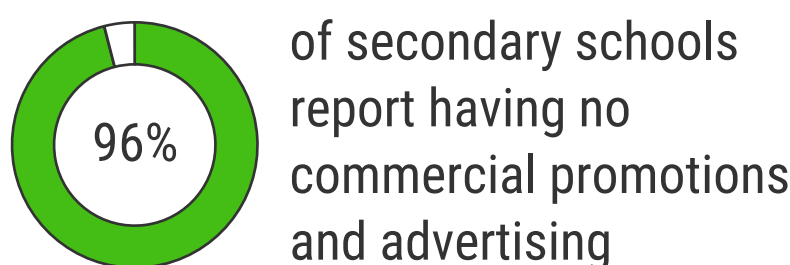 96%
of secondary schools
report having no
commercial promotions
and advertising